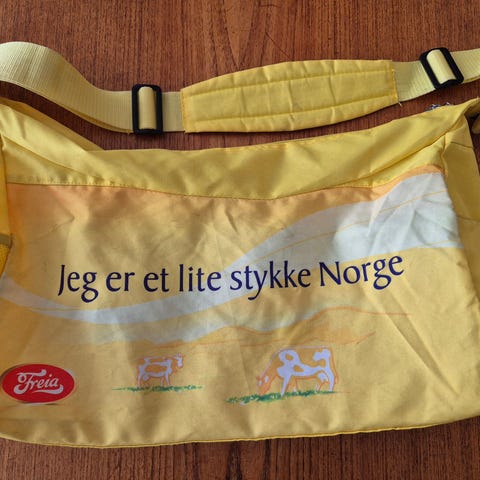 Jeg er et lite stykke Norge
Freia